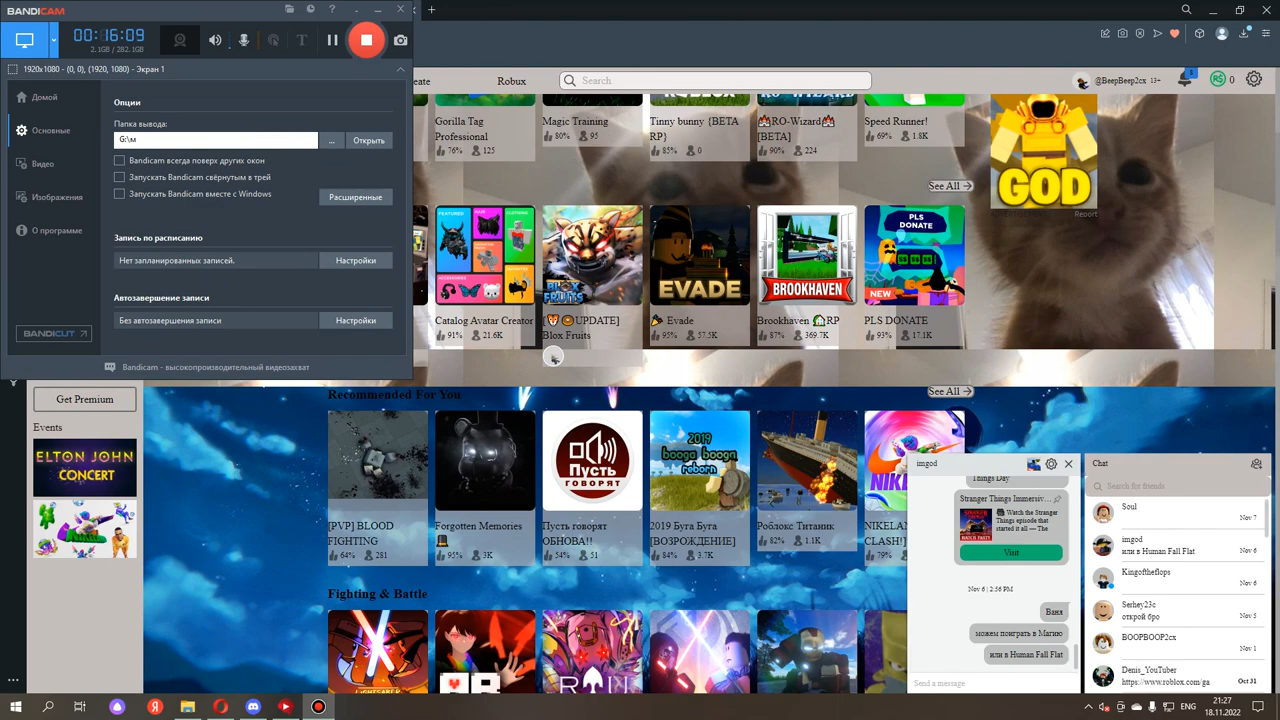 BANDICAM
00:16:09
2.1GB / 282.1GB
1920x1080 - (0, 0), (1920, 1080) - Экран 1
Домой
Основные
Видео
Изображения
О программе
BANDICUT
Опции
Папка вывода:
G:\м
...
Открыть
Bandicam всегда поверх других окон
Запускать Bandicam свёрнутым в трей
Запускать Bandicam вместе с Windows
Расширенные
Запись по расписанию
Нет запланированных записей.
Настройки
Автозавершение записи
Без автозавершения записи
Настройки
Bandicam - высокопроизводительный видеозахват
eate
Robux
Search
@BeepBeep2cx 13+
0
Gorilla Tag Professional
76% 125
Magic Training
80% 95
Tinny bunny {BETA RP}
85% 0
RO-Wizard [BETA]
90% 224
Speed Runner!
69% 1.8K
GOD
Report
See All
FEATURED
HAIR
CLOTHING
Catalog Avatar Creator
91% 21.6K
BLOX FRUITS
[UPDATE] Blox Fruits
EVADE
Evade
95% 57.5K
BROOKHAVEN
Brookhaven RP
87% 369.7K
PLS DONATE
NEW
PLS DONATE
93% 17.1K
Get Premium
Events
ELTON JOHN
CONCERT
Recommended For You
See All
[PVP] BLOOD FIGHTING
64% 281
Forgotten Memories
95% 3K
Пусть
ГОВОРЯТ
Пусть говорят ОБНОВА!!
54% 51
2019
booga booga
reborn
2019 Буга Буга [ВОЗРОЖДЕНИЕ]
84% 3.7K
Роблокс Титаник
82% 1.1K
NIKELAN
CLASH!]
79%
Fighting & Battle
imgod
Things Day
Stranger Things Immersiv...
Watch the Stranger Things episode that started it all — The
Visit
Nov 6 | 2:56 PM
Ваня
можем поиграть в Магию
или в Human Fall Flat
Send a message
Chat
Search for friends
Soul
Nov 7
imgod
или в Human Fall Flat
Nov 6
Kingoftheflops
Nov 6
Serhey23c
открой бро
Nov 5
BOOPBOOP2cx
Nov 1
Denis_YouTuber
https://www.roblox.com/ga
Oct 31
ENG
21:27
18.11.2022